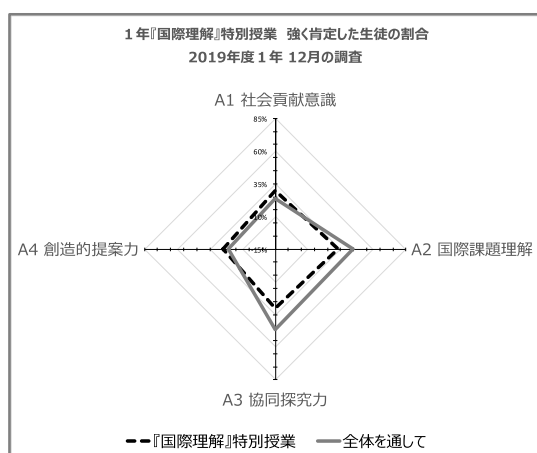 １年『国際理解』特別授業 強く肯定した生徒の割合
2019年度１年 12月の調査
A1 社会貢献意識
85%
60%
35%
10%
-15%
A4 創造的提案力
A2 国際課題理解
A3 協同探究力
『国際理解』特別授業
全体を通して